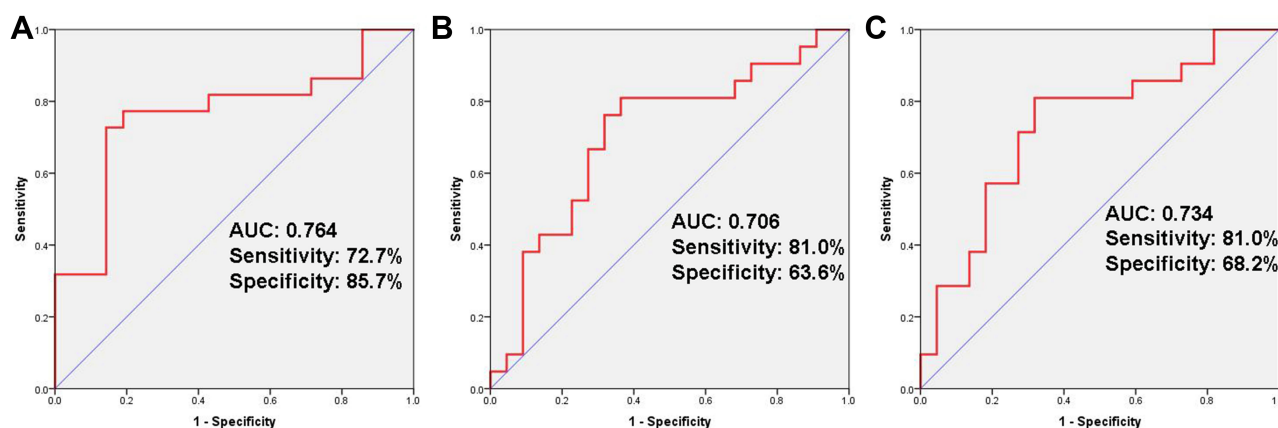 A
1.0
0.8
0.6
0.4
0.2
0.0
Sensitivity
AUC: 0.764
Sensitivity: 72.7%
Specificity: 85.7%
0.0 0.2 0.4 0.6 0.8 1.0
1 - Specificity
B
1.0
0.8
0.6
0.4
0.2
0.0
Sensitivity
AUC: 0.706
Sensitivity: 81.0%
Specificity: 63.6%
0.0 0.2 0.4 0.6 0.8 1.0
1 - Specificity
C
1.0
0.8
0.6
0.4
0.2
0.0
Sensitivity
AUC: 0.734
Sensitivity: 81.0%
Specificity: 68.2%
0.0 0.2 0.4 0.6 0.8
1 - Specificity